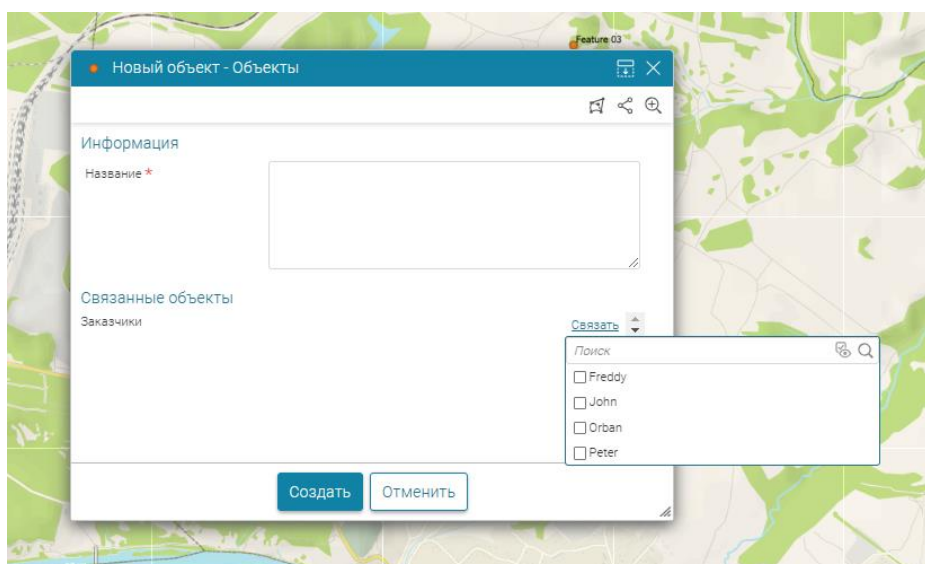 Feature 03
Новый объект - Объекты
Информация
Название *
Связанные объекты
Заказчики
Связать
Поиск
Freddy
John
Orban
Peter
Создать
Отменить